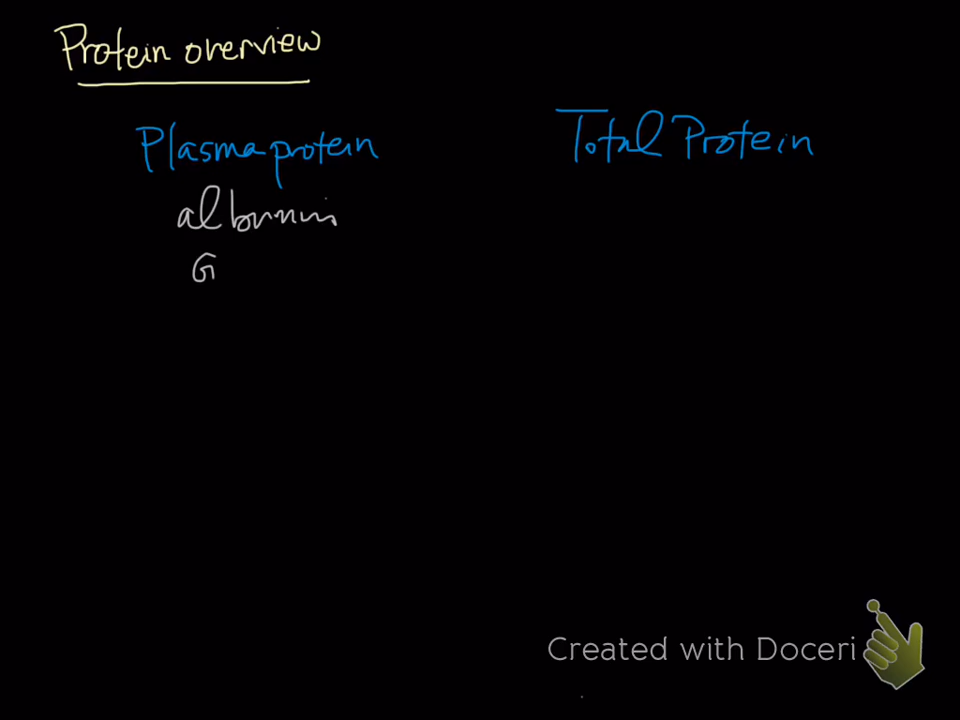 Protein overview
Plasma protein
Total Protein
albumin
G
Created with Doceri